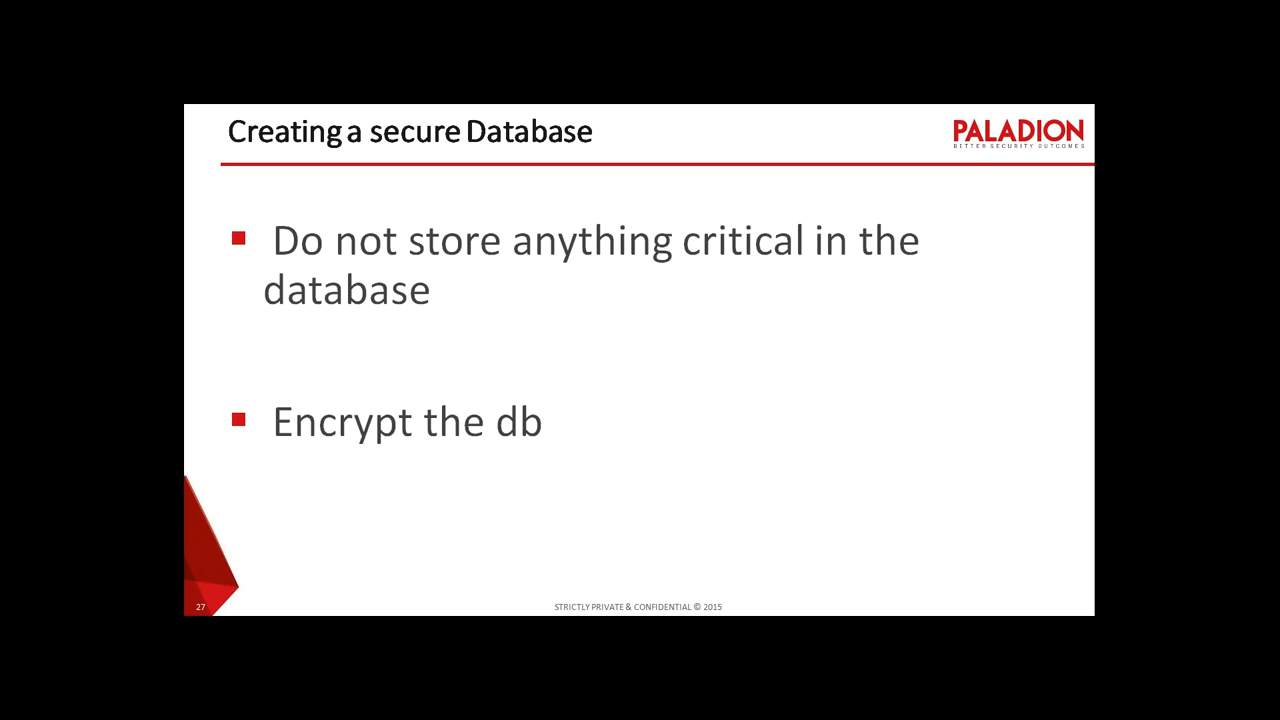 Creating a secure Database
PALADION
BETTER SECURITY OUTCOMES
Do not store anything critical in the
database
Encrypt the db
27
STRICTLY PRIVATE & CONFIDENTIAL © 2015